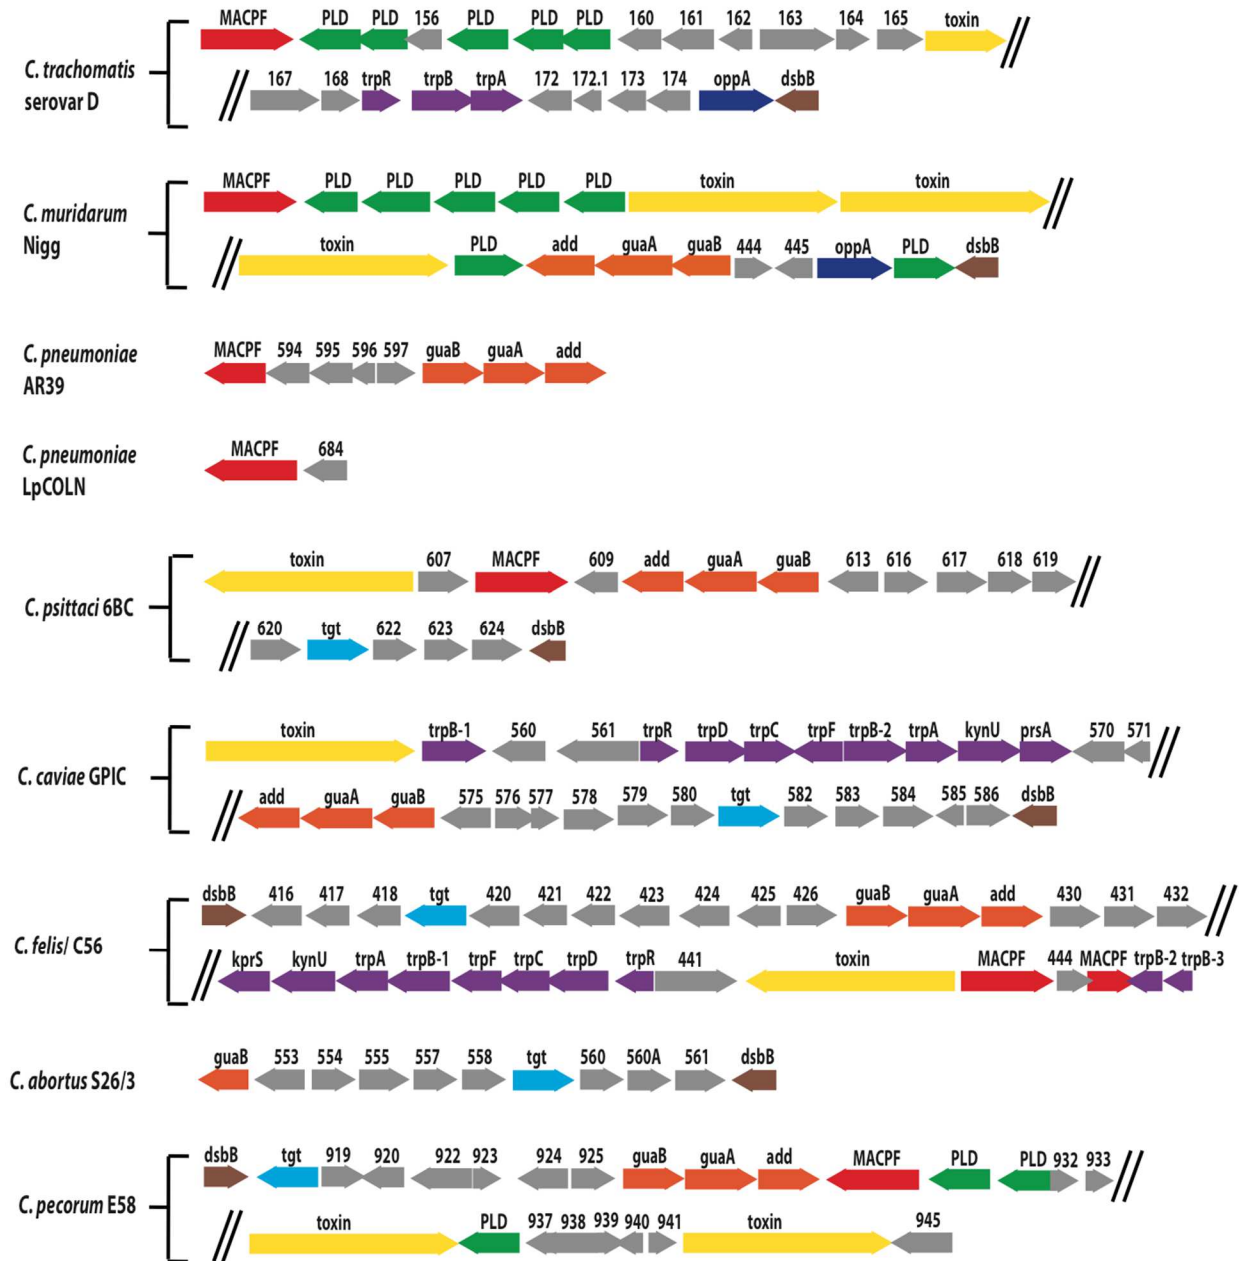 MACPF PLD PLD 156 PLD PLD PLD 160 161 162 163 164 165 toxin
C. trachomatis
serovar D
167 168 trpR trpB trpA 172 172.1 173 174 oppA dsbB
MACPF PLD PLD PLD PLD PLD toxin toxin
C. muridarum
Nigg
toxin PLD add guaA guaB 444 445 oppA PLD dsbB
C. pneumoniae
AR39
MACPF 594 595 596 597 guaB guaA add
C. pneumoniae
LpCOLN
MACPF 684
toxin 607 MACPF 609 add guaA guaB 613 616 617 618 619
C. psittaci 6BC
620 tgt 622 623 624 dsbB
toxin trpB-1 560 561 trpR trpD trpC trpF trpB-2 trpA kynU prsA 570 571
C. caviae GPIC
add guaA guaB 575 576 577 578 579 580 tgt 582 583 584 585 586 dsbB
dsbB 416 417 418 tgt 420 421 422 423 424 425 426 guaB guaA add 430 431 432
C. felis/ C56
kprS kynU trpA trpB-1 trpF trpC trpD trpR 441 toxin MACPF 444 MACPF trpB-2 trpB-3
guaB 553 554 555 557 558 tgt 560 560A 561 dsbB
C. abortus S26/3
dsbB tgt 919 920 922 923 924 925 guaB guaA add MACPF PLD PLD 932 933
C. pecorum E58
toxin PLD 937 938 939 940 941 toxin 945